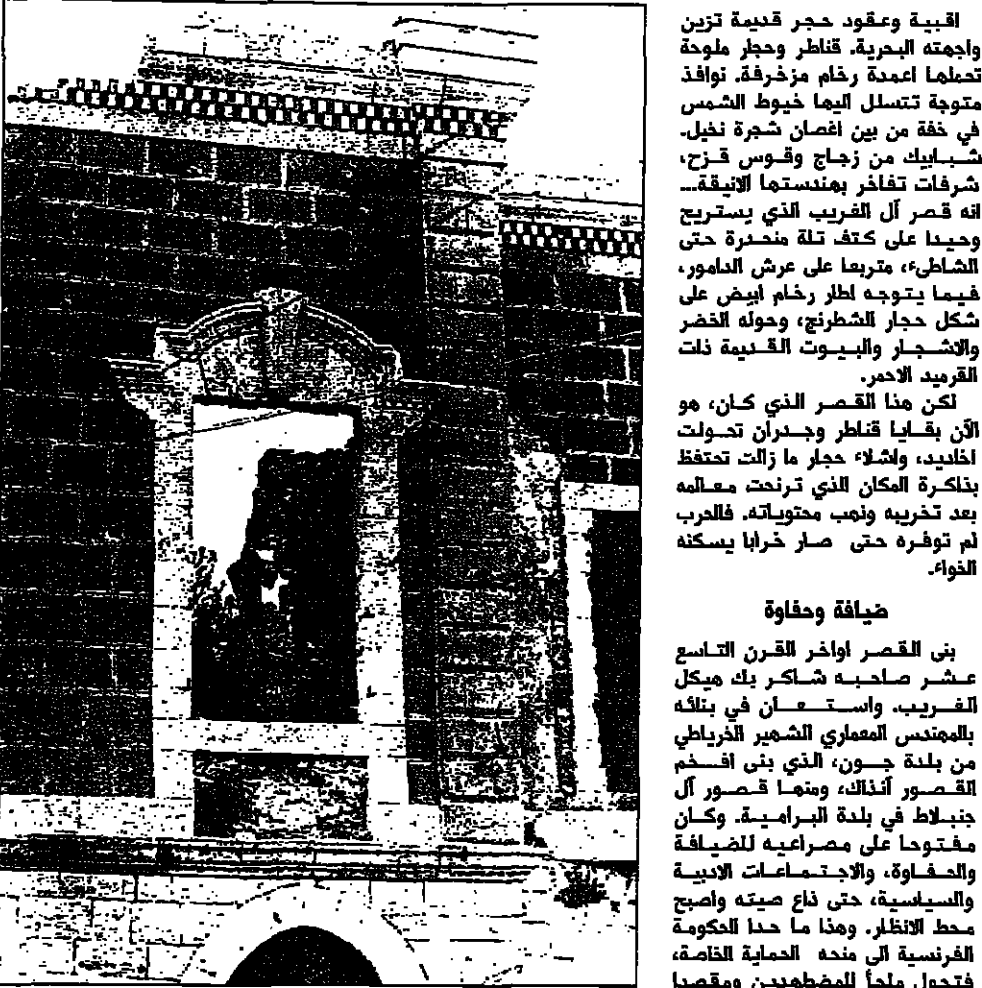 اقبية وعقود حجر قديمة تزين
واجهته البحرية. قناطر وحجار ملوحة
تحملها اعمدة رخام مزخرفة. نوافذ
متوجة تتسلل اليها خيوط الشمس
في خفة من بين اغصان شجرة نخيل.
شبابيك من زجاج وقوس قزح،
شرفات تفاخر بهندستها الانيقة...
انه قصر آل الغريب الذي يستريح
وحيدا على كتف تلة منحدرة حتى
الشاطىء، متربعا على عرش الدامور،
فيما يتوجه اطار رخام ابيض على
شكل حجار الشطرنج، وحوله الخضر
والاشجار والبيوت القديمة ذات
القرميد الاحمر.
لكن هذا القصر الذي كان، هو
الآن بقايا قناطر وجدران تحولت
اخاديد، واشلاء حجار ما زالت تحتفظ
بذاكرة المكان الذي ترنحت معالمه
بعد تخريبه ونهب محتوياته. فالحرب
لم توفره حتى صار خرابا يسكنه
الخواء.
ضيافة وحفاوة
بنى القصر اواخر القرن التاسع
عشر صاحبه شاكر بك هيكل
الغريب. واستعان في بنائه
بالمهندس المعماري الشهير الخرياطي
من بلدة جون، الذي بنى افخم
القصور آنذاك، ومنها قصور آل
جنبلاط في بلدة البرامية. وكان
مفتوحا على مصراعيه للضيافة
والحفاوة، والاجتماعات الادبية
والسياسية، حتى ذاع صيته واصبح
محط الانظار. وهذا ما حدا الحكومة
الفرنسية الى منحه الحماية الخاصة،
فتحول ملجأ للمضطهدين ومقصدا